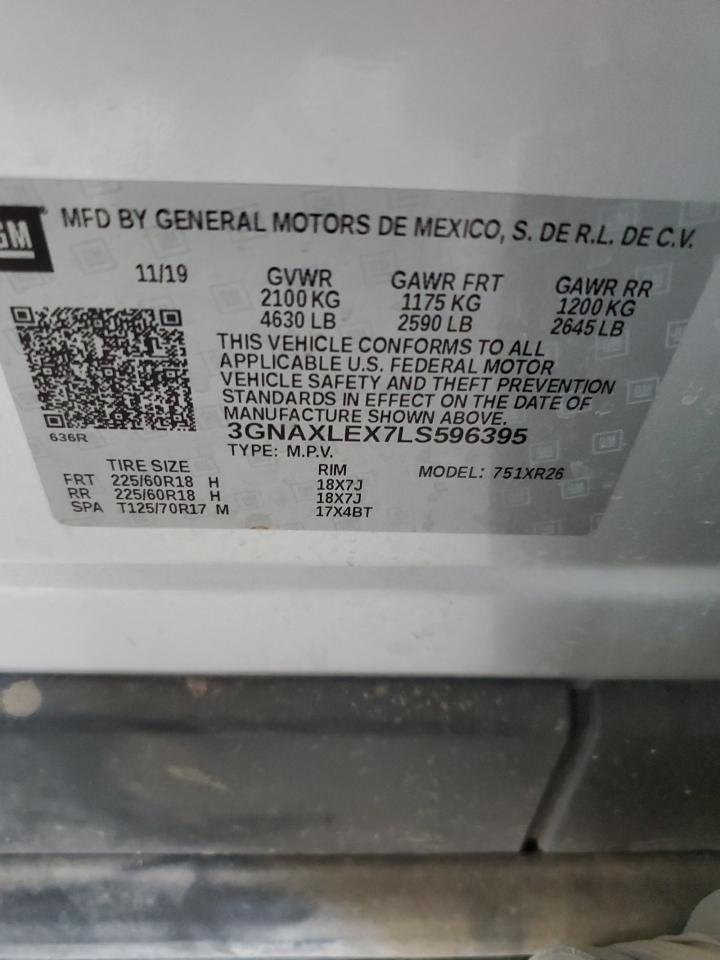 GM MFD BY GENERAL MOTORS DE MEXICO, S. DE R.L. DE C.V.
11/19 GVWR GAWR FRT GAWR RR
2100 KG 1175 KG 1200 KG
4630 LB 2590 LB 2645 LB
THIS VEHICLE CONFORMS TO ALL
APPLICABLE U.S. FEDERAL MOTOR
VEHICLE SAFETY AND THEFT PREVENTION
STANDARDS IN EFFECT ON THE DATE OF
MANUFACTURE SHOWN ABOVE.
636R 3GNAXLEX7LS596395
TYPE: M.P.V.
TIRE SIZE RIM MODEL: 751XR26
FRT 225/60R18 H 18X7J
RR 225/60R18 H 18X7J
SPA T125/70R17 M 17X4BT